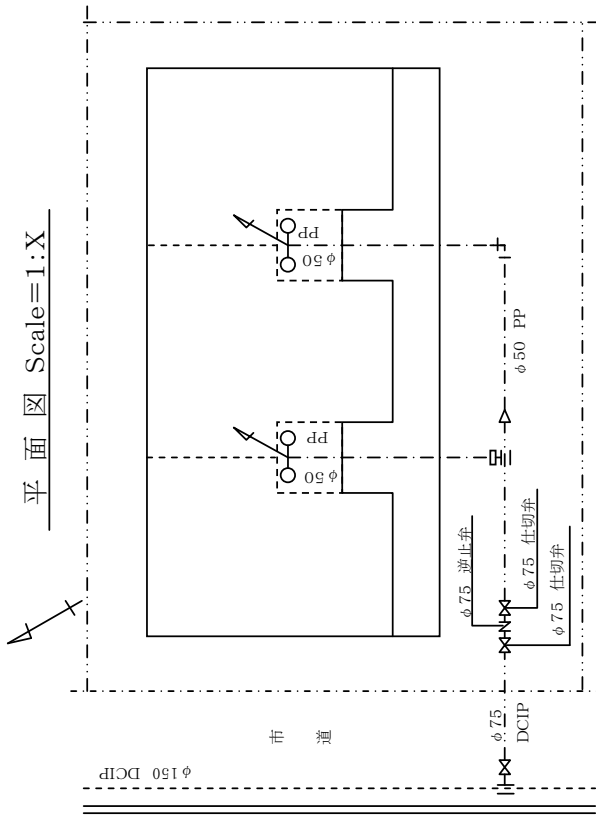 平 面 図 Scale=1:X
PP
φ50
PP
φ50
φ50 PP
φ75 逆止弁
φ75 仕切弁
φ75 仕切弁
φ75
DCIP
市 道
φ150 DCIP